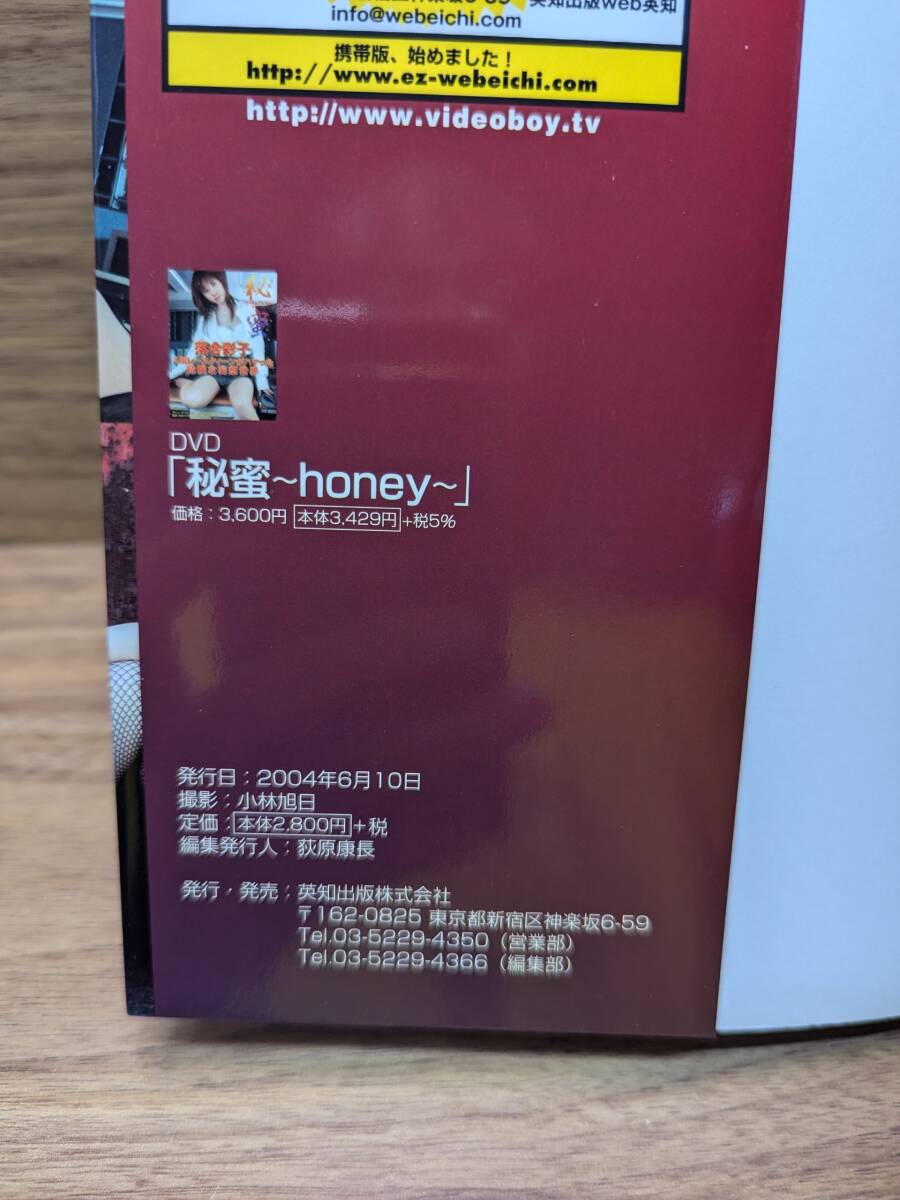 英知出版Web英知
info@webeichi.com
携帯版、始めました！
http://www.ez-webeichi.com
http://www.videoboy.tv
秘
蜜
落合彩子
DVD
「秘蜜～honey～」
価格：3,600円 本体3,429円+税5%
発行日：2004年6月10日
撮影：小林旭日
定価：本体2,800円+税
編集発行人：荻原康長
発行・発売：英知出版株式会社
〒162-0825 東京都新宿区神楽坂6-59
Tel.03-5229-4350（営業部）
Tel.03-5229-4366（編集部）